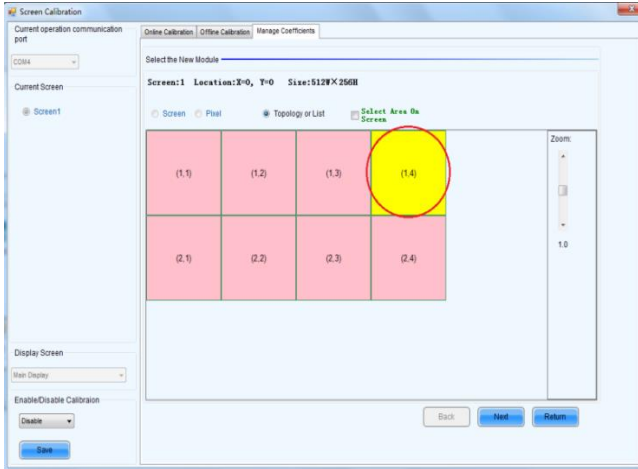 Screen Calibration
Current operation communication
port
COM4
Current Screen
Screen1
Display Screen
Main Display
Enable/Disable Calibraion
Disable
Save
Online Calibration Offline Calibration Manage Coefficients
Select the New Module
Screen:1 Location:X=0, Y=0 Size:512W×256H
Screen Pixel Topology or List Select Area On
Screen
(1,1) (1,2) (1,3) (1,4)
(2,1) (2,2) (2,3) (2,4)
Zoom:
1.0
Back Next Return